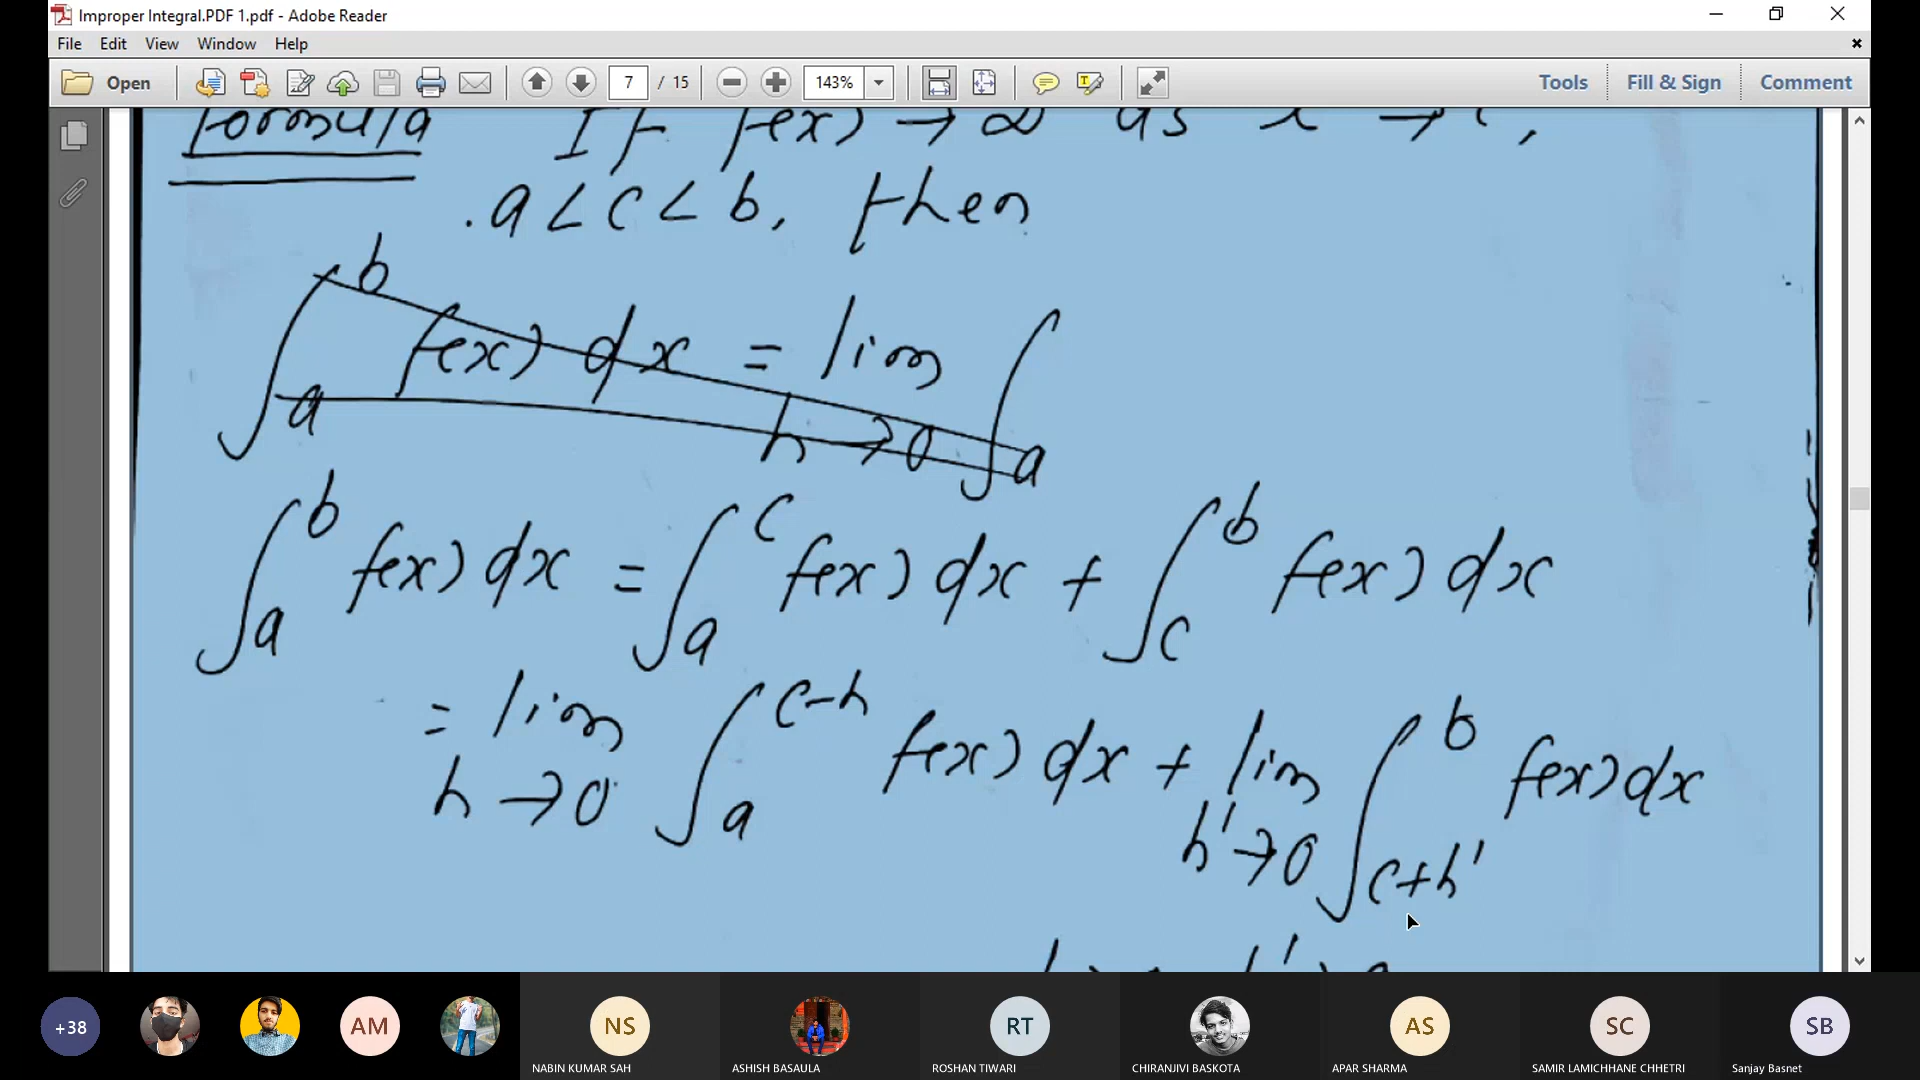 Improper Integral.PDF 1.pdf - Adobe Reader
File Edit View Window Help
Open 7 / 15 143% Tools Fill & Sign Comment
Formula If f(x) → ∞ as x → c,
a < c < b, then
∫_a^b f(x) dx = lim h→0 ∫_a
∫_a^b f(x) dx = ∫_a^c f(x) dx + ∫_c^b f(x) dx
= lim h→0 ∫_a^{c-h} f(x) dx + lim h'→0 ∫_{c+h'}^b f(x) dx
+38 AM NS RT AS SC SB
NABIN KUMAR SAH ASHISH BASAULA ROSHAN TIWARI CHIRANJIVI BASKOTA APAR SHARMA SAMIR LAMICHHANE CHHETRI Sanjay Basnet